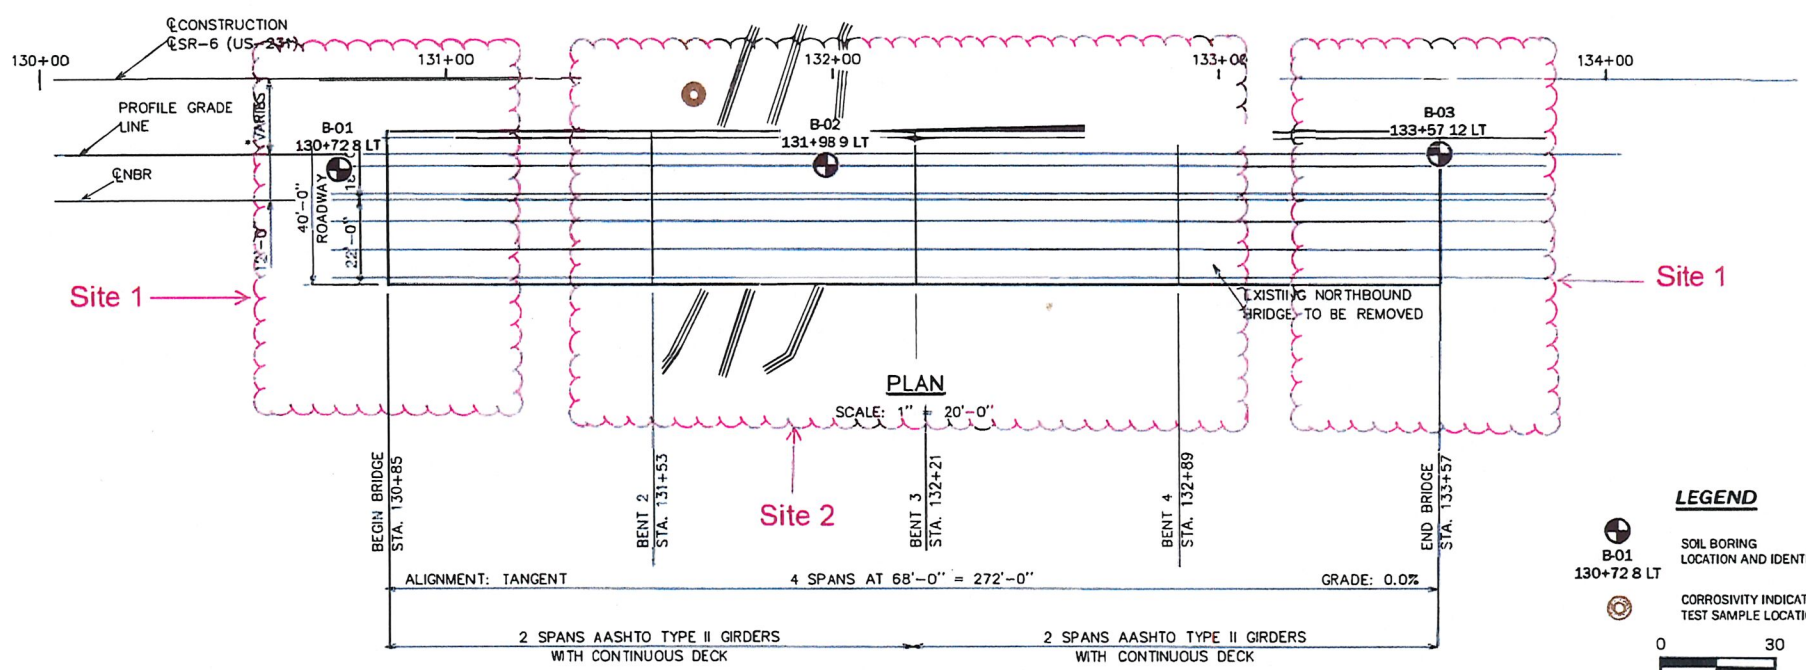 ℄CONSTRUCTION
℄SR-6 (US-231)
130+00
131+00
132+00
133+00
134+00
PROFILE GRADE
LINE
℄NBR
VARIES
B-01
130+72 8 LT
B-02
131+98 9 LT
B-03
133+57 12 LT
40'-0"
ROADWAY
22'-0"
12'-0"
Site 1
Site 1
EXISTING NORTHBOUND
BRIDGE TO BE REMOVED
PLAN
SCALE: 1" = 20'-0"
Site 2
BEGIN BRIDGE
STA. 130+85
BENT 2
STA. 131+53
BENT 3
STA. 132+21
BENT 4
STA. 132+89
END BRIDGE
STA. 133+57
ALIGNMENT: TANGENT
4 SPANS AT 68'-0" = 272'-0"
GRADE: 0.0%
2 SPANS AASHTO TYPE II GIRDERS
WITH CONTINUOUS DECK
2 SPANS AASHTO TYPE II GIRDERS
WITH CONTINUOUS DECK
LEGEND
B-01
130+72 8 LT
SOIL BORING
LOCATION AND IDENT
CORROSIVITY INDICAT
TEST SAMPLE LOCATI
0 30